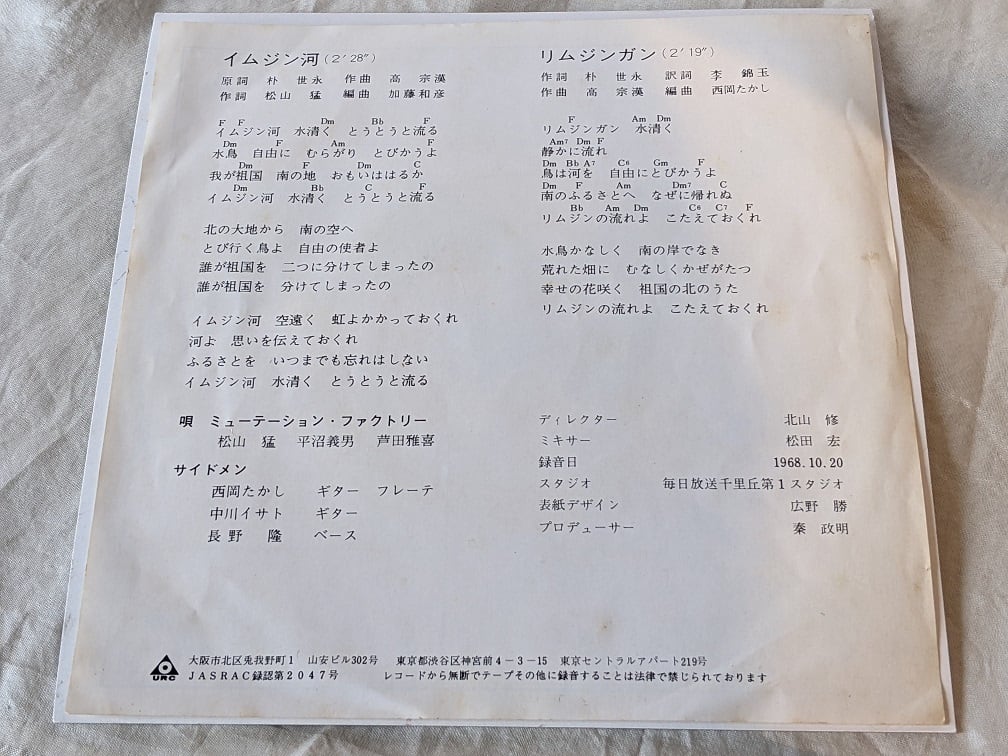 イムジン河(2′28″)
原詞 朴 世永 作曲 高 宗漢
作詞 松山 猛 編曲 加藤和彦
F F Dm Bb F
イムジン河 水清く とうとうと流る
Dm F Am F
水鳥 自由に むらがり とびかうよ
Dm F Dm C
我が祖国 南の地 おもいははるか
Dm Bb C F
イムジン河 水清く とうとうと流る
北の大地から 南の空へ
とび行く鳥よ 自由の使者よ
誰が祖国を 二つに分けてしまったの
誰が祖国を 分けてしまったの
イムジン河 空遠く 虹よかかっておくれ
河よ 思いを伝えておくれ
ふるさとを いつまでも忘れはしない
イムジン河 水清く とうとうと流る
唄 ミューテーション・ファクトリー
松山 猛 平沼義男 芦田雅喜
サイドメン
西岡たかし ギター フレーテ
中川イサト ギター
長野 隆 ベース
リムジンガン(2′19″)
作詞 朴 世永 訳詞 李 錦玉
作曲 高 宗漢 編曲 西岡たかし
F Am Dm
リムジンガン 水清く
Am7 Dm F
静かに流れ
Dm Bb A7 C6 Gm F
鳥は河を 自由にとびかうよ
Dm F Am Dm7 C
南のふるさとへ なぜに帰れぬ
Bb Am Dm C6 C7 F
リムジンの流れよ こたえておくれ
水鳥かなしく 南の岸でなき
荒れた畑に むなしくかぜがたつ
幸せの花咲く 祖国の北のうた
リムジンの流れよ こたえておくれ
ディレクター 北山 修
ミキサー 松田 宏
録音日 1968.10.20
スタジオ 毎日放送千里丘第1スタジオ
表紙デザイン 広野 勝
プロデューサー 秦 政明
URC
大阪市北区兎我野町1 山安ビル302号 東京都渋谷区神宮前4-3-15 東京セントラルアパート219号
JASRAC録認第2047号 レコードから無断でテープその他に録音することは法律で禁じられております